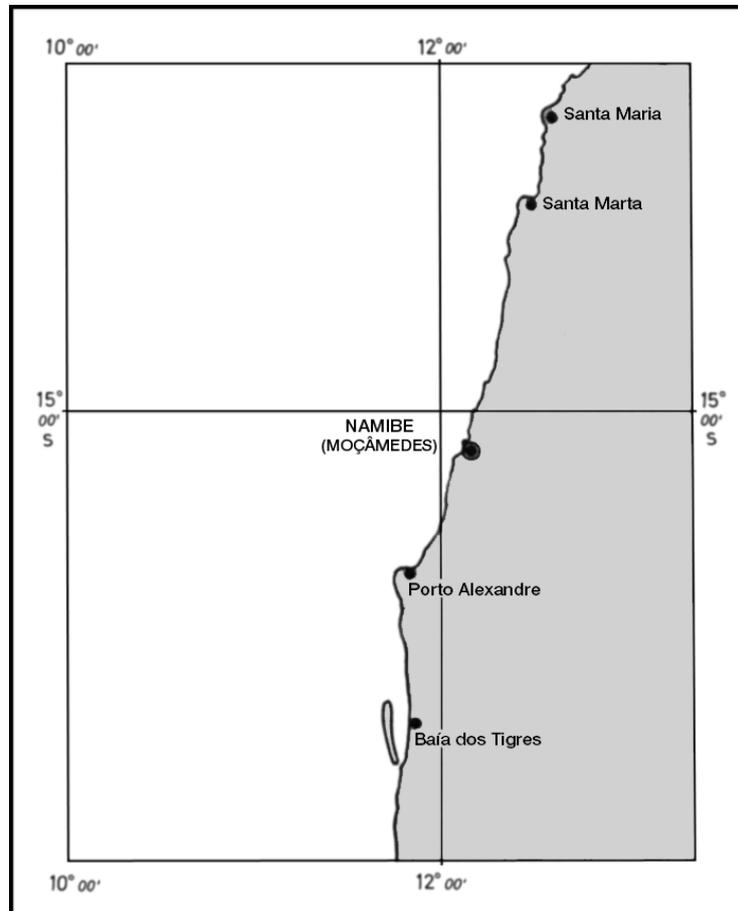 10° 00'
12° 00'
Santa Maria
Santa Marta
15°
00'
S
15°
00'
S
NAMIBE
(MOÇÂMEDES)
Porto Alexandre
Baía dos Tigres
10° 00'
12° 00'